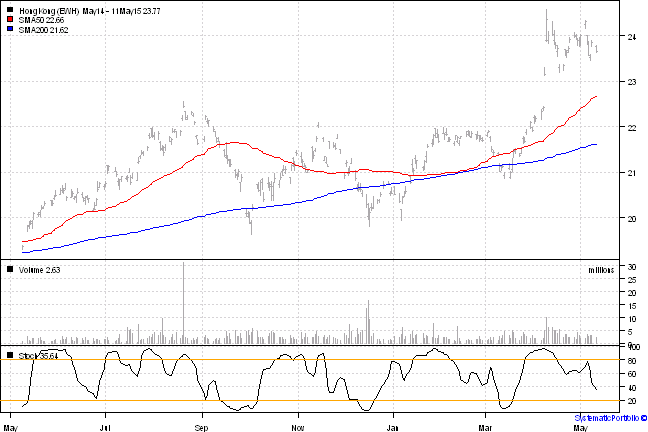 Hong Kong (EWH) May14 - 11May15 23.77
SMA50 22.66
SMA200 21.62
24
23
22
21
20
Volume 2.63
millions
30
25
20
15
10
5
0
Stoch 35.64
100
80
60
40
20
May Jul Sep Nov Jan Mar May
SystematicPortfolio ©